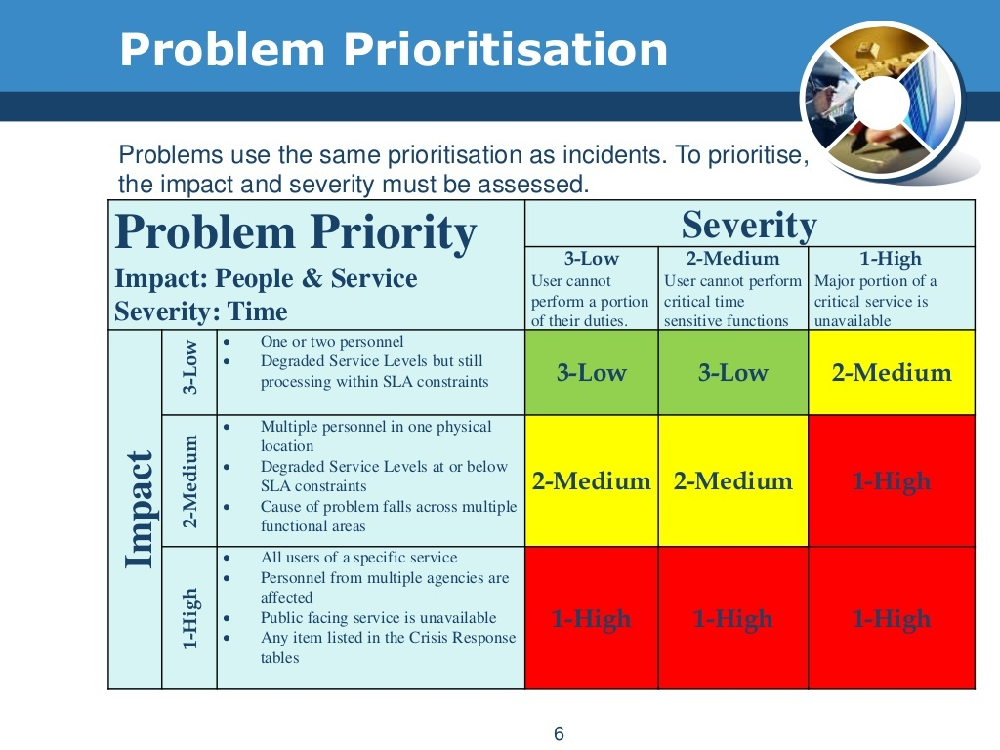 Problem Prioritisation
Problems use the same prioritisation as incidents. To prioritise,
the impact and severity must be assessed.
Problem Priority
Impact: People & Service
Severity: Time
Severity
3-Low
User cannot
perform a portion
of their duties.
2-Medium
User cannot perform
critical time
sensitive functions
1-High
Major portion of a
critical service is
unavailable
Impact
3-Low
• One or two personnel
• Degraded Service Levels but still
processing within SLA constraints
3-Low
3-Low
2-Medium
2-Medium
• Multiple personnel in one physical
location
• Degraded Service Levels at or below
SLA constraints
• Cause of problem falls across multiple
functional areas
2-Medium
2-Medium
1-High
1-High
• All users of a specific service
• Personnel from multiple agencies are
affected
• Public facing service is unavailable
• Any item listed in the Crisis Response
tables
1-High
1-High
1-High
6